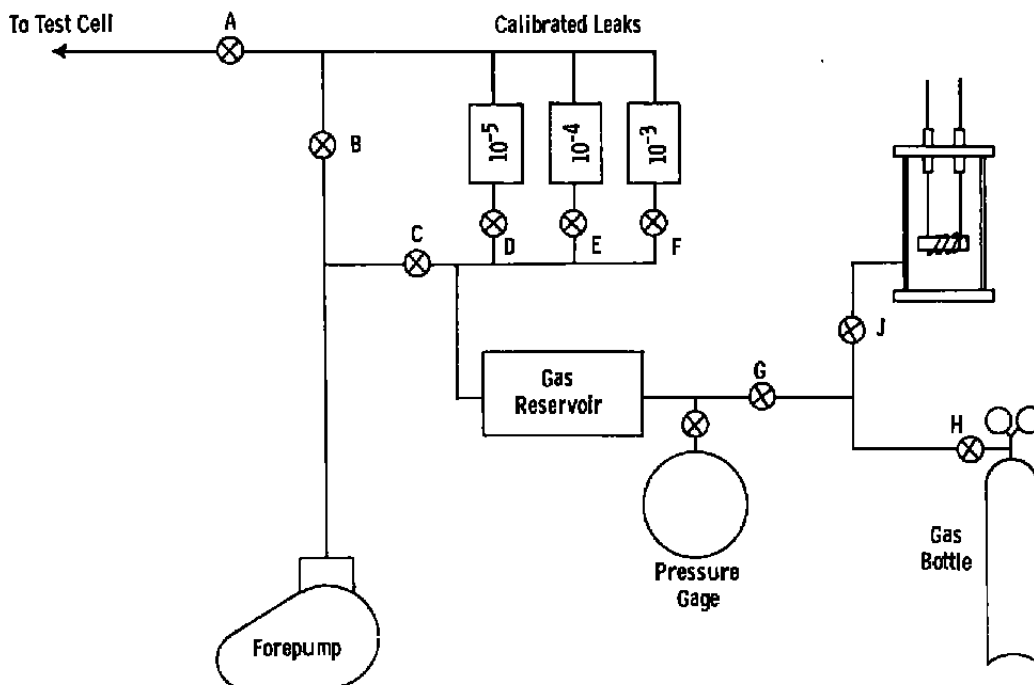 To Test Cell
A
Calibrated Leaks
B
10-5
10-4
10-3
C
D
E
F
J
Gas
Reservoir
G
H
Pressure
Gage
Gas
Bottle
Forepump